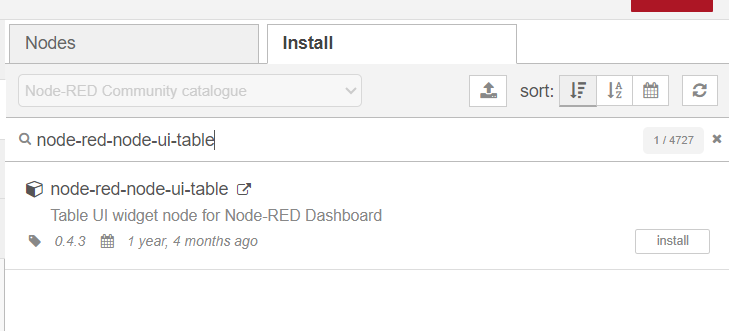 Nodes
Install
Node-RED Community catalogue
sort:
A
Z
node-red-node-ui-table
1 / 4727
node-red-node-ui-table
Table UI widget node for Node-RED Dashboard
0.4.3
1 year, 4 months ago
install